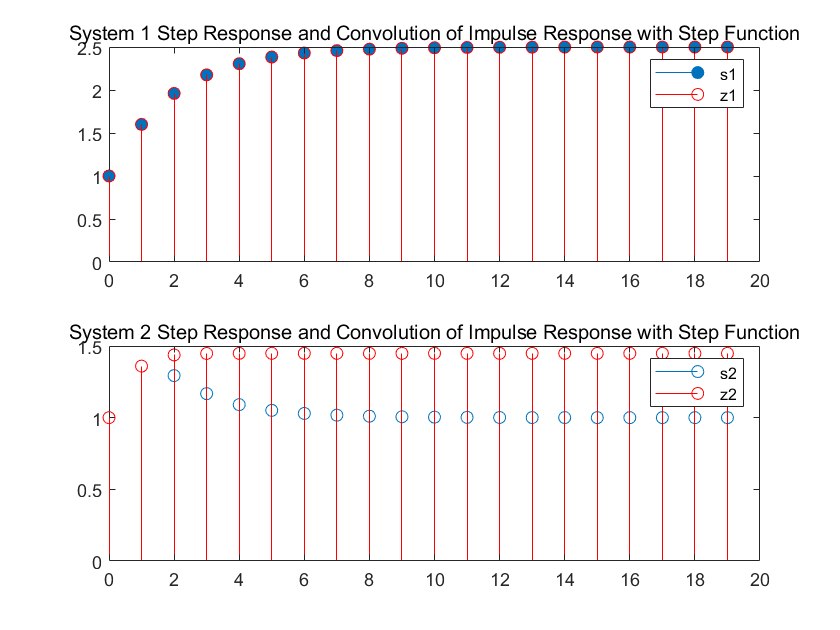 System 1 Step Response and Convolution of Impulse Response with Step Function
2.5
2
1.5
1
0.5
0
0 2 4 6 8 10 12 14 16 18 20
s1
z1
System 2 Step Response and Convolution of Impulse Response with Step Function
1.5
1
0.5
0
0 2 4 6 8 10 12 14 16 18 20
s2
z2